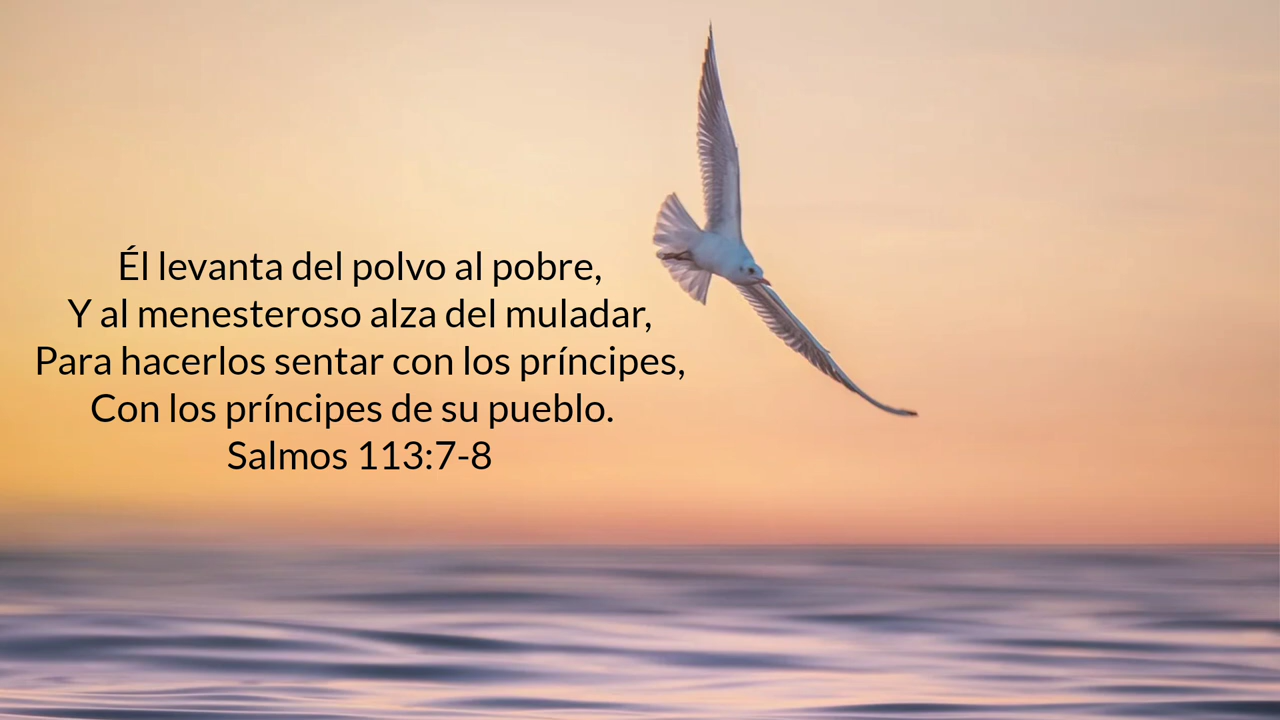 Él levanta del polvo al pobre,
Y al menesteroso alza del muladar,
Para hacerlos sentar con los príncipes,
Con los príncipes de su pueblo.
Salmos 113:7-8